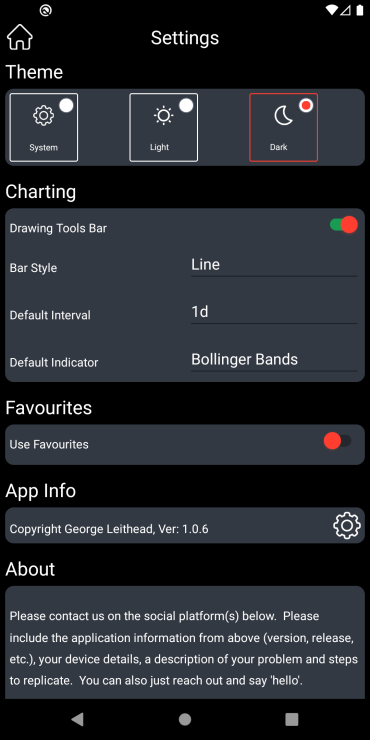 Settings
Theme
System
Light
Dark
Charting
Drawing Tools Bar
Bar Style
Line
Default Interval
1d
Default Indicator
Bollinger Bands
Favourites
Use Favourites
App Info
Copyright George Leithead, Ver: 1.0.6
About
Please contact us on the social platform(s) below.  Please
include the application information from above (version, release,
etc.), your device details, a description of your problem and steps
to replicate.  You can also just reach out and say 'hello'.